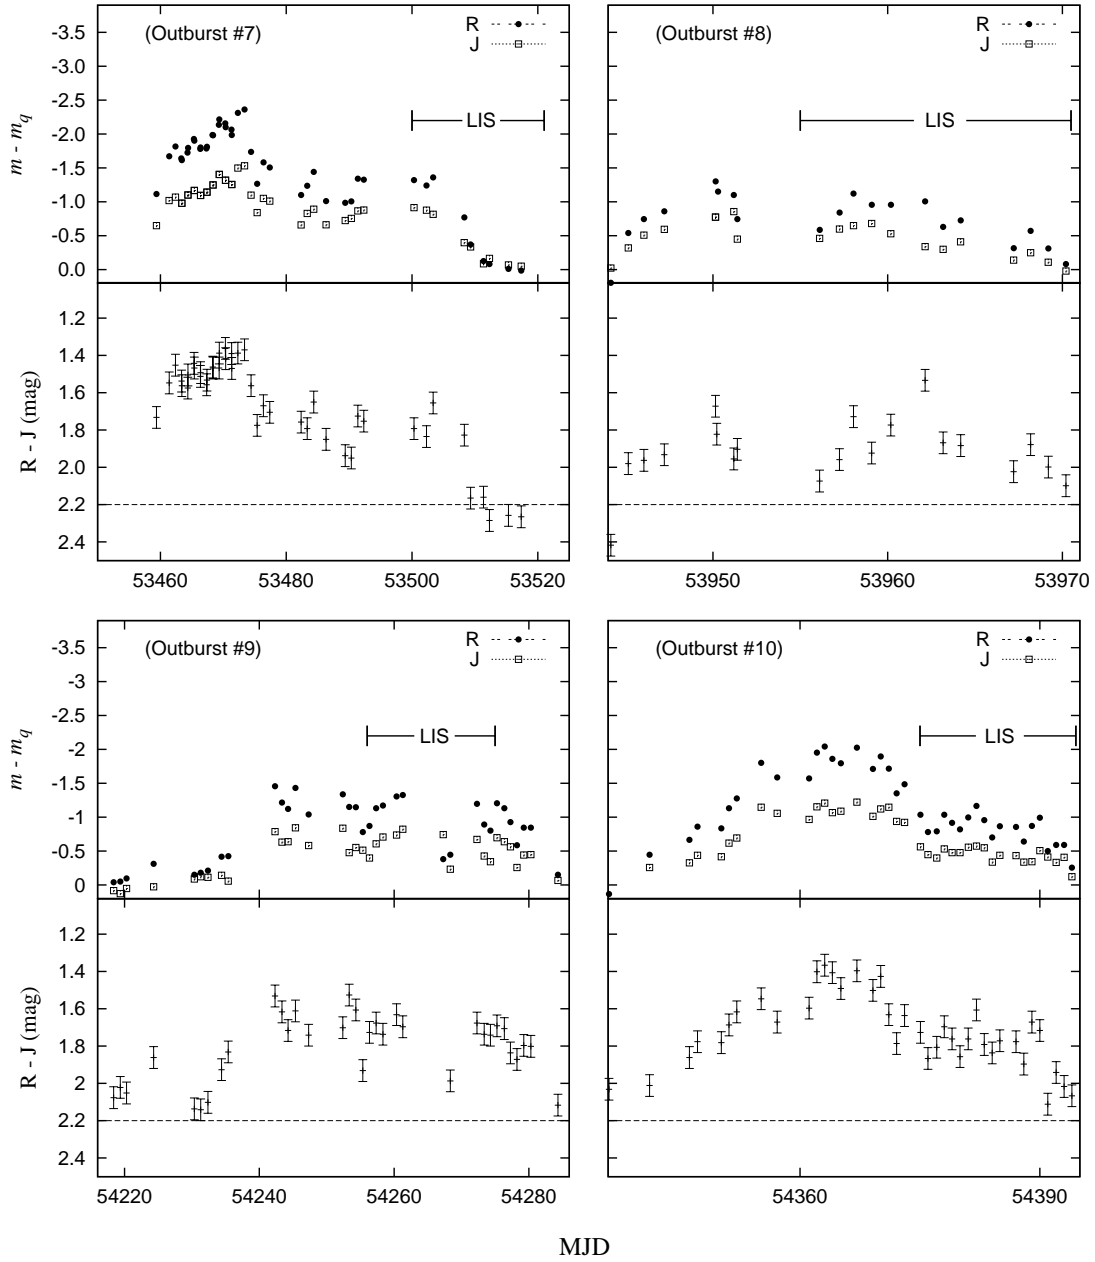 (Outburst #7)
R
J
LIS
m - mq
-3.5
-3.0
-2.5
-2.0
-1.5
-1.0
-0.5
0.0
R - J (mag)
1.2
1.4
1.6
1.8
2.0
2.2
2.4
53460 53480 53500 53520
(Outburst #8)
R
J
LIS
53950 53960 53970
(Outburst #9)
R
J
LIS
m - mq
-3.5
-3
-2.5
-2
-1.5
-1
-0.5
0
R - J (mag)
1.2
1.4
1.6
1.8
2
2.2
2.4
54220 54240 54260 54280
(Outburst #10)
R
J
LIS
54360 54390
MJD